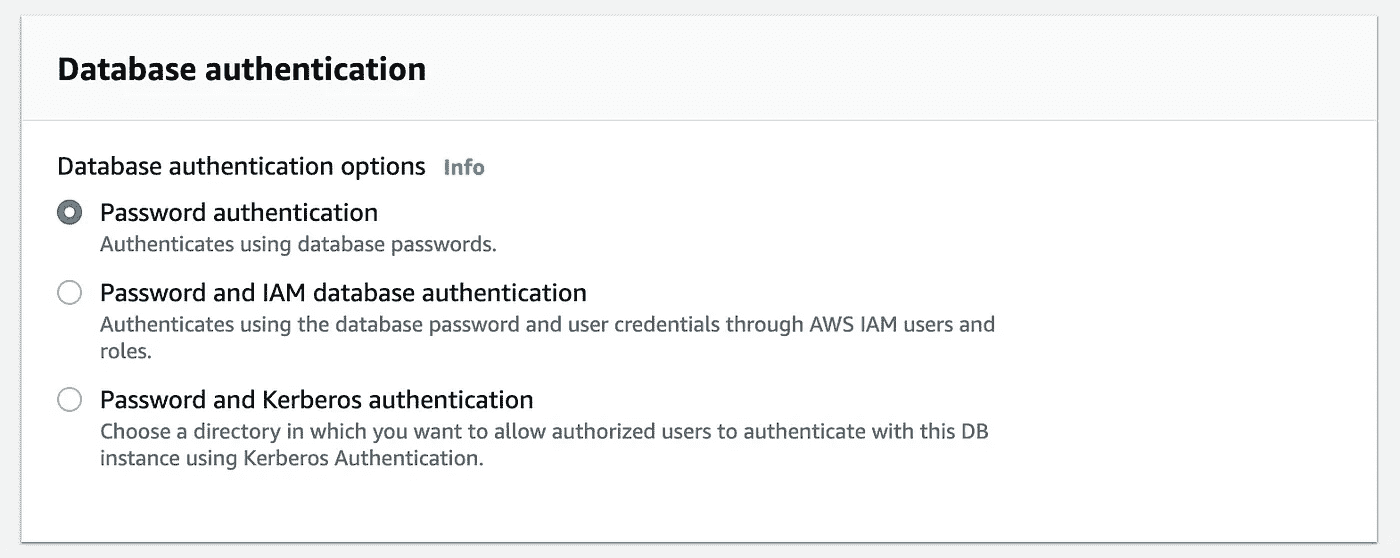 Database authentication
Database authentication options Info
Password authentication
Authenticates using database passwords.
Password and IAM database authentication
Authenticates using the database password and user credentials through AWS IAM users and
roles.
Password and Kerberos authentication
Choose a directory in which you want to allow authorized users to authenticate with this DB
instance using Kerberos Authentication.